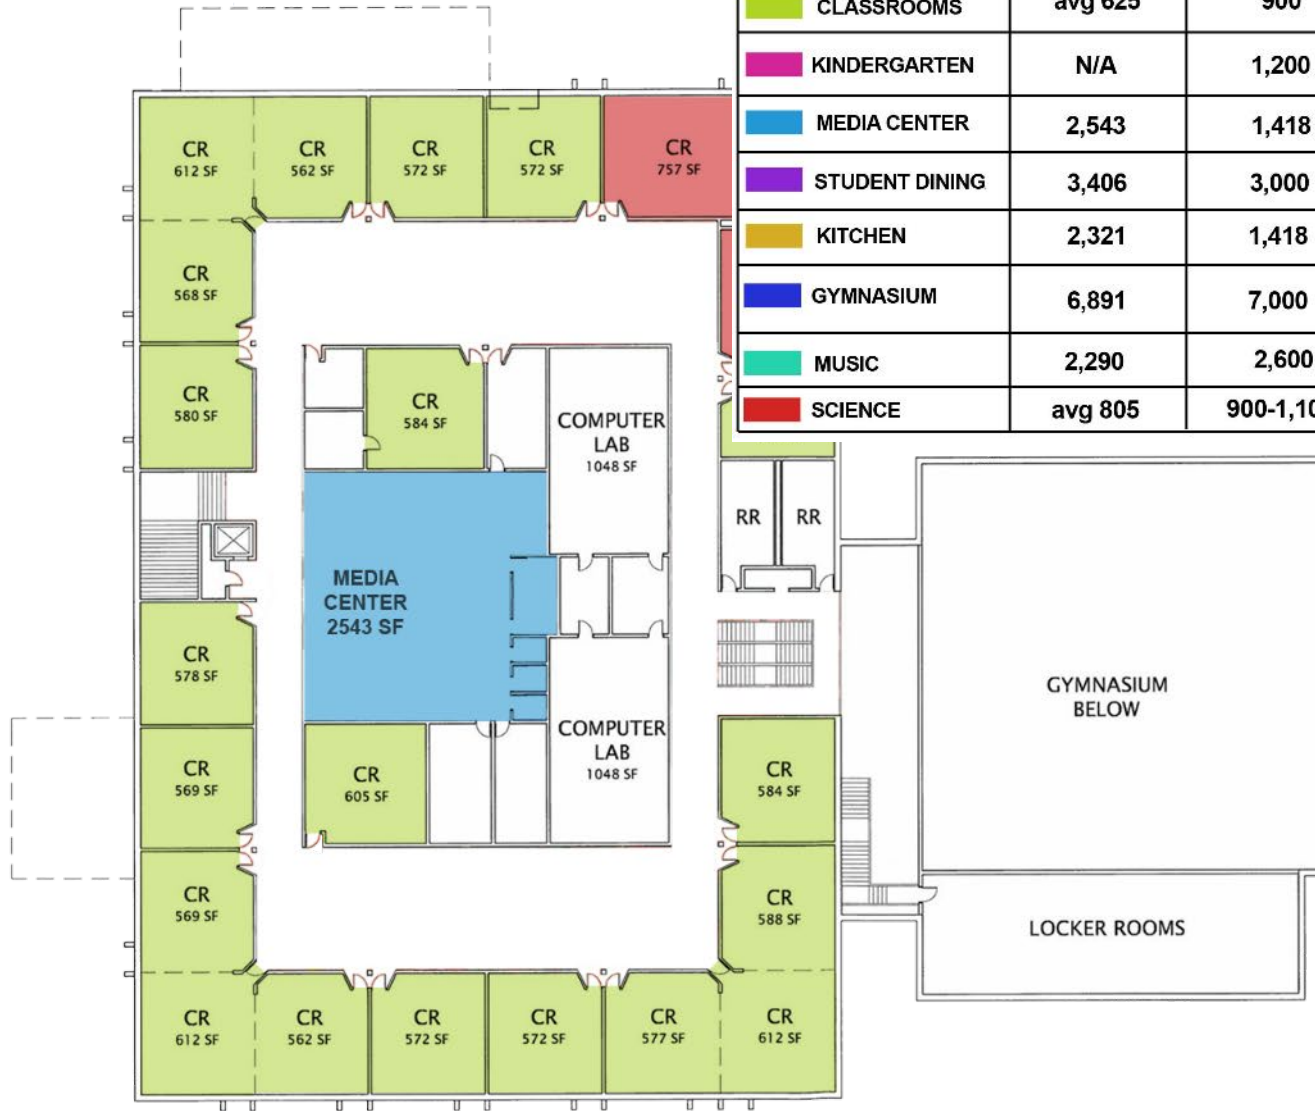 CLASSROOMS avg 625 900
KINDERGARTEN N/A 1,200
MEDIA CENTER 2,543 1,418
STUDENT DINING 3,406 3,000
KITCHEN 2,321 1,418
GYMNASIUM 6,891 7,000
MUSIC 2,290 2,600
SCIENCE avg 805
CR
612 SF
CR
562 SF
CR
572 SF
CR
572 SF
CR
757 SF
CR
568 SF
CR
580 SF
CR
584 SF
COMPUTER
LAB
1048 SF
RR
RR
MEDIA
CENTER
2543 SF
CR
578 SF
CR
569 SF
CR
605 SF
COMPUTER
LAB
1048 SF
CR
584 SF
GYMNASIUM
BELOW
CR
569 SF
CR
588 SF
LOCKER ROOMS
CR
612 SF
CR
562 SF
CR
572 SF
CR
572 SF
CR
577 SF
CR
612 SF